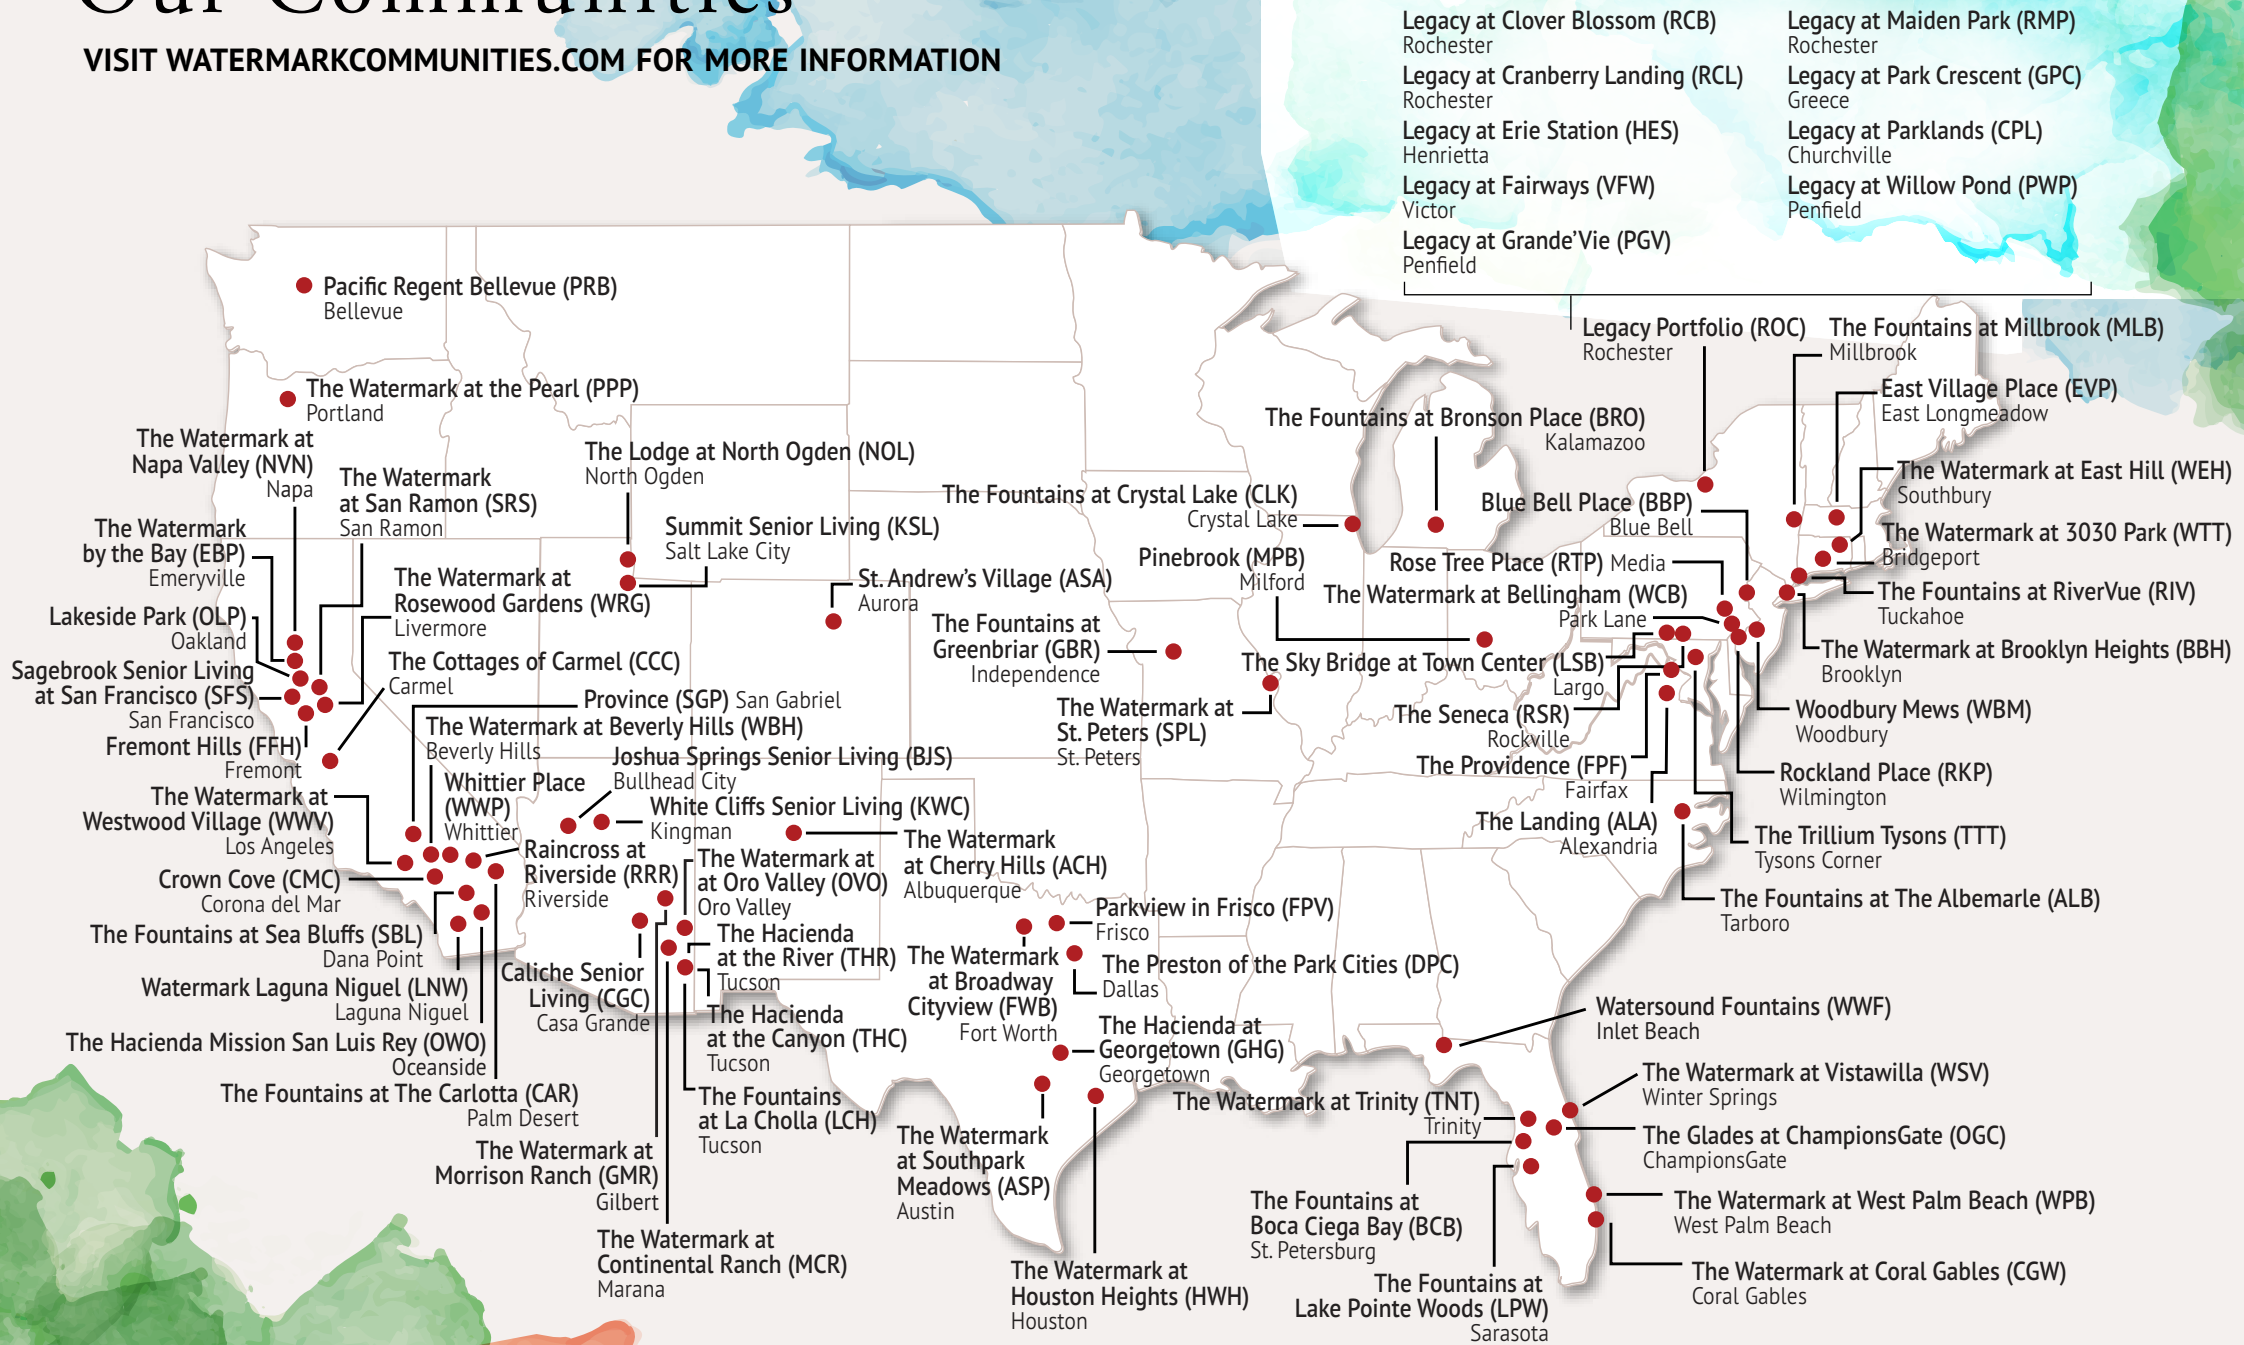 Our Communities
VISIT WATERMARKCOMMUNITIES.COM FOR MORE INFORMATION
Legacy at Clover Blossom (RCB)
Rochester
Legacy at Cranberry Landing (RCL)
Rochester
Legacy at Erie Station (HES)
Henrietta
Legacy at Fairways (VFW)
Victor
Legacy at Grande'Vie (PGV)
Penfield
Legacy at Maiden Park (RMP)
Rochester
Legacy at Park Crescent (GPC)
Greece
Legacy at Parklands (CPL)
Churchville
Legacy at Willow Pond (PWP)
Penfield
Pacific Regent Bellevue (PRB)
Bellevue
The Watermark at the Pearl (PPP)
Portland
The Watermark at
Napa Valley (NVN)
Napa
The Watermark
at San Ramon (SRS)
San Ramon
The Watermark
by the Bay (EBP)
Emeryville
The Watermark at
Rosewood Gardens (WRG)
Livermore
Lakeside Park (OLP)
Oakland
Sagebrook Senior Living
at San Francisco (SFS)
San Francisco
The Cottages of Carmel (CCC)
Carmel
Fremont Hills (FFH)
Fremont
Province (SGP) San Gabriel
The Watermark at Beverly Hills (WBH)
Beverly Hills
Whittier Place
(WWP)
Whittier
The Watermark at
Westwood Village (WWV)
Los Angeles
Raincross at
Riverside (RRR)
Riverside
Crown Cove (CMC)
Corona del Mar
The Fountains at Sea Bluffs (SBL)
Dana Point
Watermark Laguna Niguel (LNW)
Laguna Niguel
The Hacienda Mission San Luis Rey (OWO)
Oceanside
The Fountains at The Carlotta (CAR)
Palm Desert
The Lodge at North Ogden (NOL)
North Ogden
Summit Senior Living (KSL)
Salt Lake City
St. Andrew's Village (ASA)
Aurora
Joshua Springs Senior Living (BJS)
Bullhead City
White Cliffs Senior Living (KWC)
Kingman
The Watermark
at Cherry Hills (ACH)
Albuquerque
The Watermark at
at Oro Valley (OVO)
Oro Valley
The Hacienda
at the River (THR)
Tucson
Caliche Senior
Living (CGC)
Casa Grande
The Hacienda
at the Canyon (THC)
Tucson
The Fountains
at La Cholla (LCH)
Tucson
The Watermark at
Morrison Ranch (GMR)
Gilbert
The Watermark at
Continental Ranch (MCR)
Marana
Parkview in Frisco (FPV)
Frisco
The Watermark
at Broadway
Cityview (FWB)
Fort Worth
The Preston of the Park Cities (DPC)
Dallas
The Hacienda at
Georgetown (GHG)
Georgetown
The Watermark
at Southpark
Meadows (ASP)
Austin
The Watermark at
Houston Heights (HWH)
Houston
The Fountains at Bronson Place (BRO)
Kalamazoo
The Fountains at Crystal Lake (CLK)
Crystal Lake
Pinebrook (MPB)
Milford
The Fountains at
Greenbriar (GBR)
Independence
The Watermark at
St. Peters (SPL)
St. Peters
Legacy Portfolio (ROC)
Rochester
The Fountains at Millbrook (MLB)
Millbrook
East Village Place (EVP)
East Longmeadow
The Watermark at East Hill (WEH)
Southbury
The Watermark at 3030 Park (WTT)
Bridgeport
The Fountains at RiverVue (RIV)
Tuckahoe
The Watermark at Brooklyn Heights (BBH)
Brooklyn
Blue Bell Place (BBP)
Blue Bell
Rose Tree Place (RTP) Media
The Watermark at Bellingham (WCB)
Park Lane
The Sky Bridge at Town Center (LSB)
Largo
The Seneca (RSR)
Rockville
The Providence (FPF)
Fairfax
The Landing (ALA)
Alexandria
Woodbury Mews (WBM)
Woodbury
Rockland Place (RKP)
Wilmington
The Trillium Tysons (TTT)
Tysons Corner
The Fountains at The Albemarle (ALB)
Tarboro
Watersound Fountains (WWF)
Inlet Beach
The Watermark at Vistawilla (WSV)
Winter Springs
The Watermark at Trinity (TNT)
Trinity
The Glades at ChampionsGate (OGC)
ChampionsGate
The Fountains at
Boca Ciega Bay (BCB)
St. Petersburg
The Watermark at West Palm Beach (WPB)
West Palm Beach
The Fountains at
Lake Pointe Woods (LPW)
Sarasota
The Watermark at Coral Gables (CGW)
Coral Gables